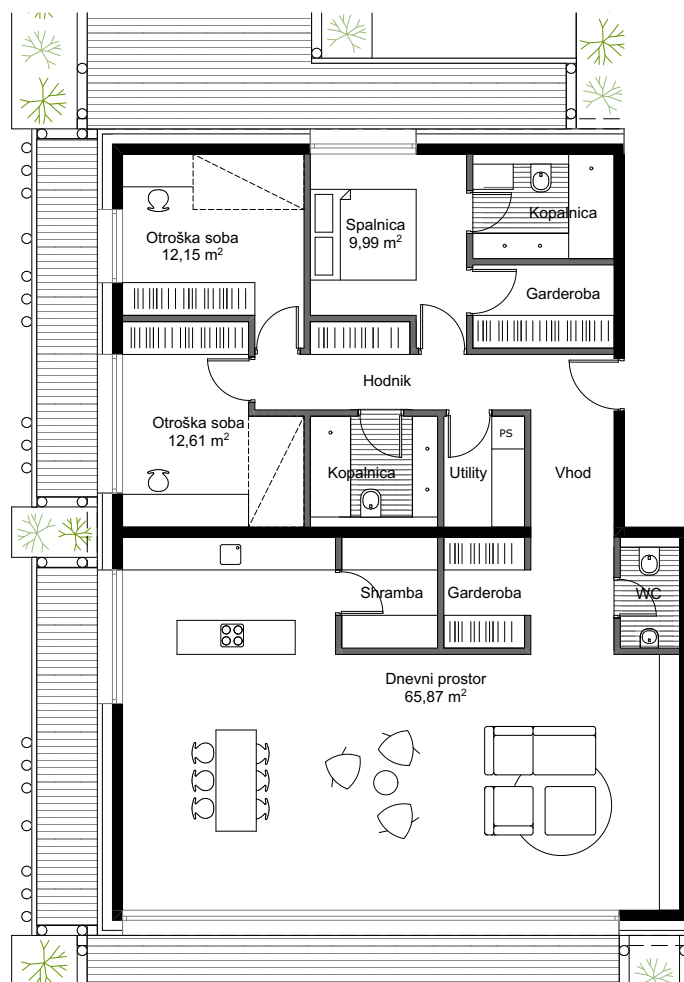 Kopalnica
Spalnica
9,99 m²
Otroška soba
12,15 m²
Garderoba
Hodnik
Otroška soba
12,61 m²
PS
Kopalnica
Utility
Vhod
Shramba
Garderoba
WC
Dnevni prostor
65,87 m²